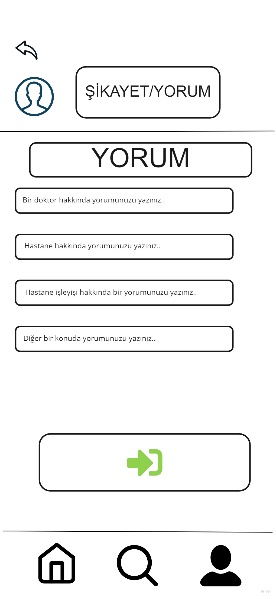 ŞİKAYET/YORUM
YORUM
Bir doktor hakkında yorumunuzu yazınız..
Hastane hakkında yorumunuzu yazınız..
Hastane işleyişi hakkında bir yorumunuzu yazınız..
Diğer bir konuda yorumunuzu yazınız..